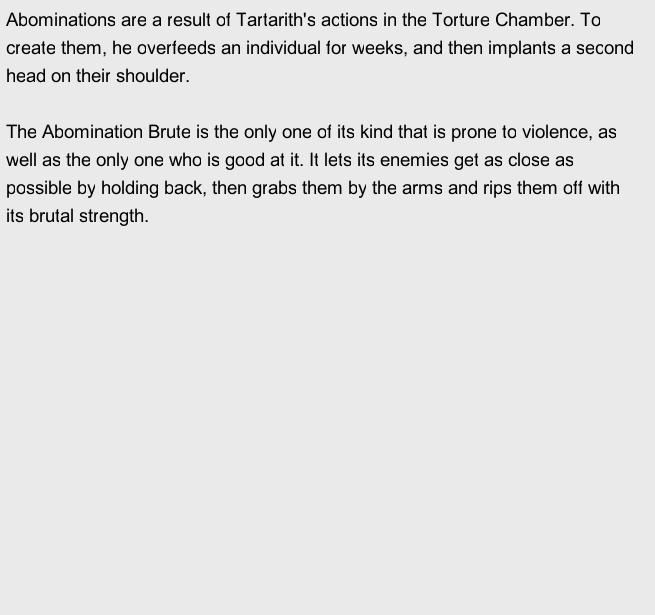 Abominations are a result of Tartarith's actions in the Torture Chamber. To
create them, he overfeeds an individual for weeks, and then implants a second
head on their shoulder.
The Abomination Brute is the only one of its kind that is prone to violence, as
well as the only one who is good at it. It lets its enemies get as close as
possible by holding back, then grabs them by the arms and rips them off with
its brutal strength.